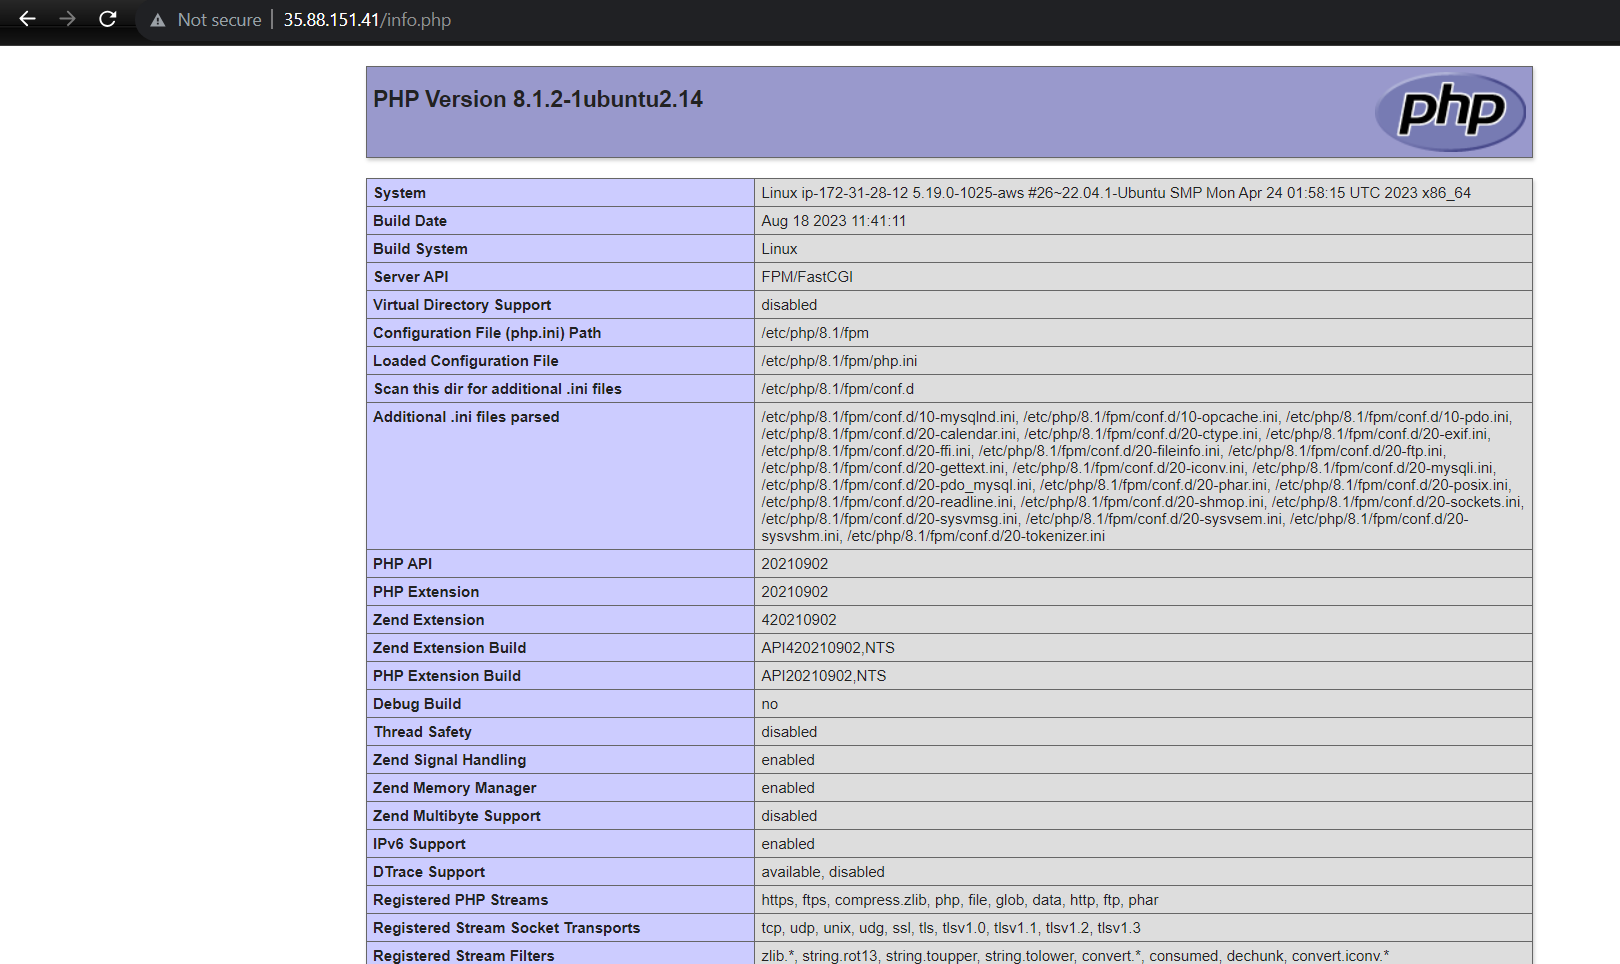 Not secure | 35.88.151.41/info.php
PHP Version 8.1.2-1ubuntu2.14
php
System Linux ip-172-31-28-12 5.19.0-1025-aws #26~22.04.1-Ubuntu SMP Mon Apr 24 01:58:15 UTC 2023 x86_64
Build Date Aug 18 2023 11:41:11
Build System Linux
Server API FPM/FastCGI
Virtual Directory Support disabled
Configuration File (php.ini) Path /etc/php/8.1/fpm
Loaded Configuration File /etc/php/8.1/fpm/php.ini
Scan this dir for additional .ini files /etc/php/8.1/fpm/conf.d
Additional .ini files parsed /etc/php/8.1/fpm/conf.d/10-mysqlnd.ini, /etc/php/8.1/fpm/conf.d/10-opcache.ini, /etc/php/8.1/fpm/conf.d/10-pdo.ini,
/etc/php/8.1/fpm/conf.d/20-calendar.ini, /etc/php/8.1/fpm/conf.d/20-ctype.ini, /etc/php/8.1/fpm/conf.d/20-exif.ini,
/etc/php/8.1/fpm/conf.d/20-ffi.ini, /etc/php/8.1/fpm/conf.d/20-fileinfo.ini, /etc/php/8.1/fpm/conf.d/20-ftp.ini,
/etc/php/8.1/fpm/conf.d/20-gettext.ini, /etc/php/8.1/fpm/conf.d/20-iconv.ini, /etc/php/8.1/fpm/conf.d/20-mysqli.ini,
/etc/php/8.1/fpm/conf.d/20-pdo_mysql.ini, /etc/php/8.1/fpm/conf.d/20-phar.ini, /etc/php/8.1/fpm/conf.d/20-posix.ini,
/etc/php/8.1/fpm/conf.d/20-readline.ini, /etc/php/8.1/fpm/conf.d/20-shmop.ini, /etc/php/8.1/fpm/conf.d/20-sockets.ini,
/etc/php/8.1/fpm/conf.d/20-sysvmsg.ini, /etc/php/8.1/fpm/conf.d/20-sysvsem.ini, /etc/php/8.1/fpm/conf.d/20-
sysvshm.ini, /etc/php/8.1/fpm/conf.d/20-tokenizer.ini
PHP API 20210902
PHP Extension 20210902
Zend Extension 420210902
Zend Extension Build API420210902,NTS
PHP Extension Build API20210902,NTS
Debug Build no
Thread Safety disabled
Zend Signal Handling enabled
Zend Memory Manager enabled
Zend Multibyte Support disabled
IPv6 Support enabled
DTrace Support available, disabled
Registered PHP Streams https, ftps, compress.zlib, php, file, glob, data, http, ftp, phar
Registered Stream Socket Transports tcp, udp, unix, udg, ssl, tls, tlsv1.0, tlsv1.1, tlsv1.2, tlsv1.3
Registered Stream Filters zlib.*, string.rot13, string.toupper, string.tolower, convert.*, consumed, dechunk, convert.iconv.*